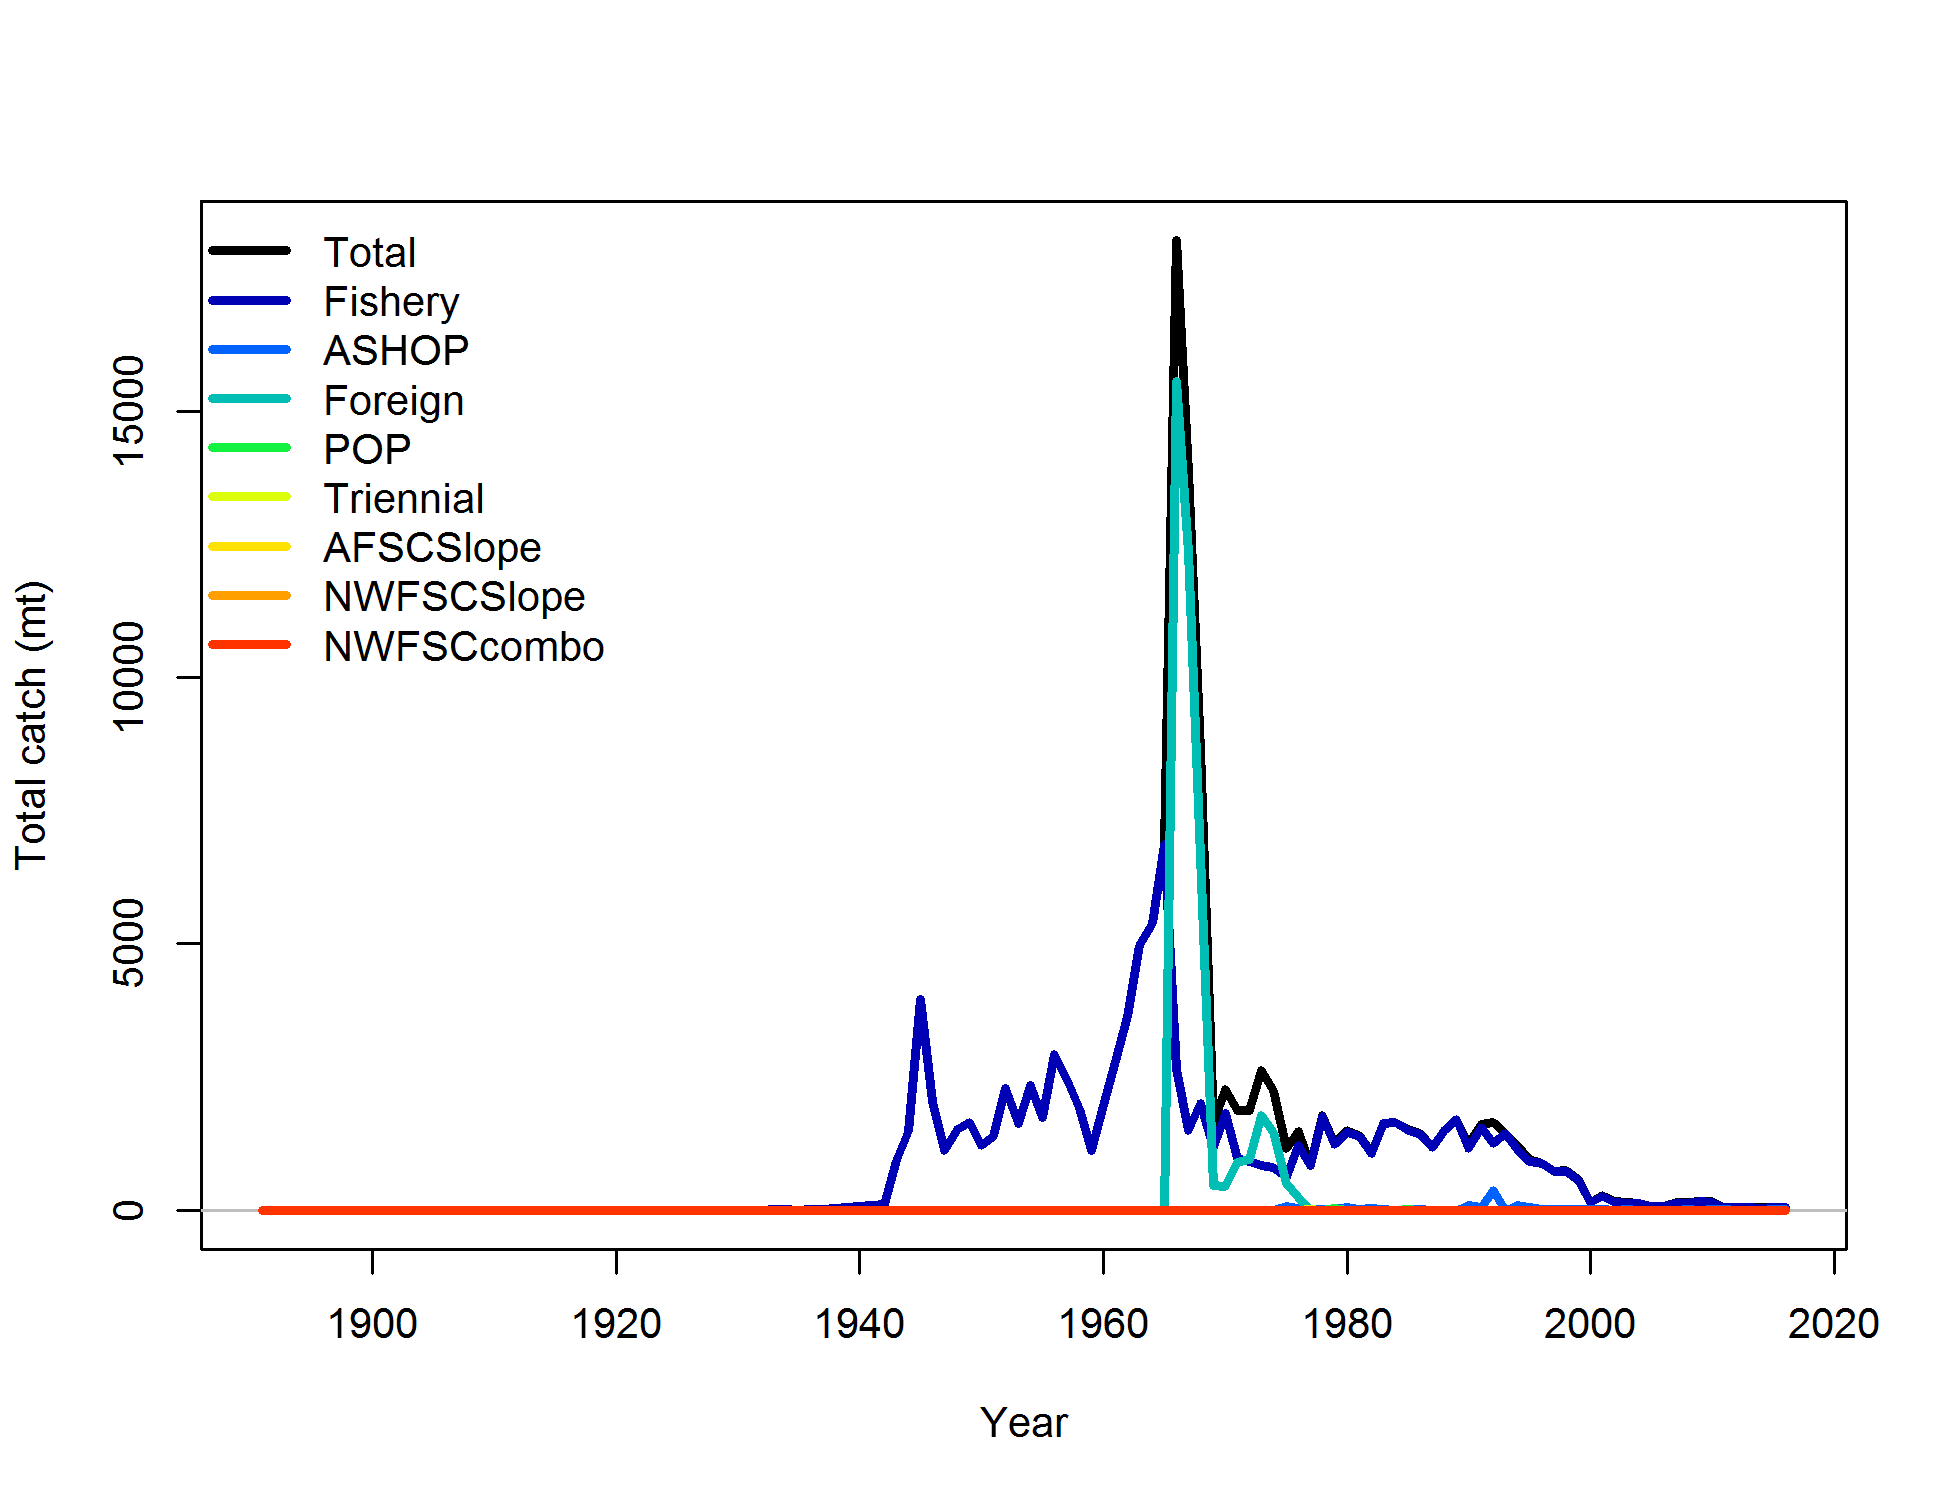 Total
Fishery
ASHOP
Foreign
POP
Triennial
AFSCSlope
NWFSCSlope
NWFSCcombo
Total catch (mt)
15000
10000
5000
0
1900 1920 1940 1960 1980 2000 2020
Year